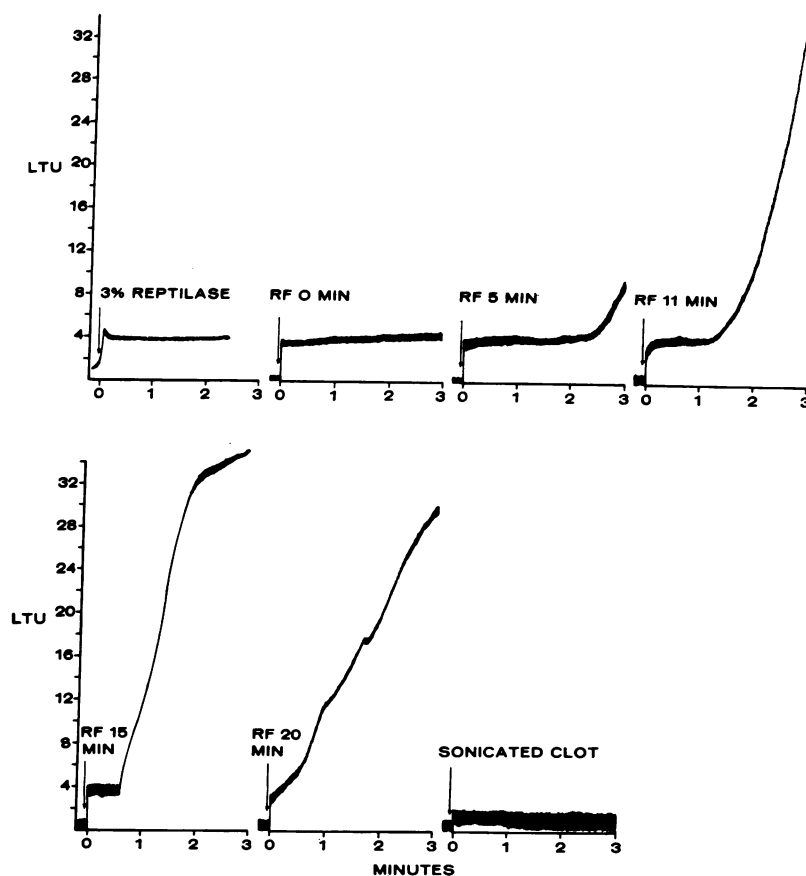 32
28
24
LTU 20
16
12
8
4
3% REPTILASE
RF 0 MIN
RF 5 MIN
RF 11 MIN
0 1 2 3
0 1 2 3
0 1 2 3
0 1 2 3
32
28
24
20
LTU
16
12
8
4
RF 15
MIN
RF 20
MIN
SONICATED CLOT
0 1 2 3
0 1 2 3
0 1 2 3
MINUTES